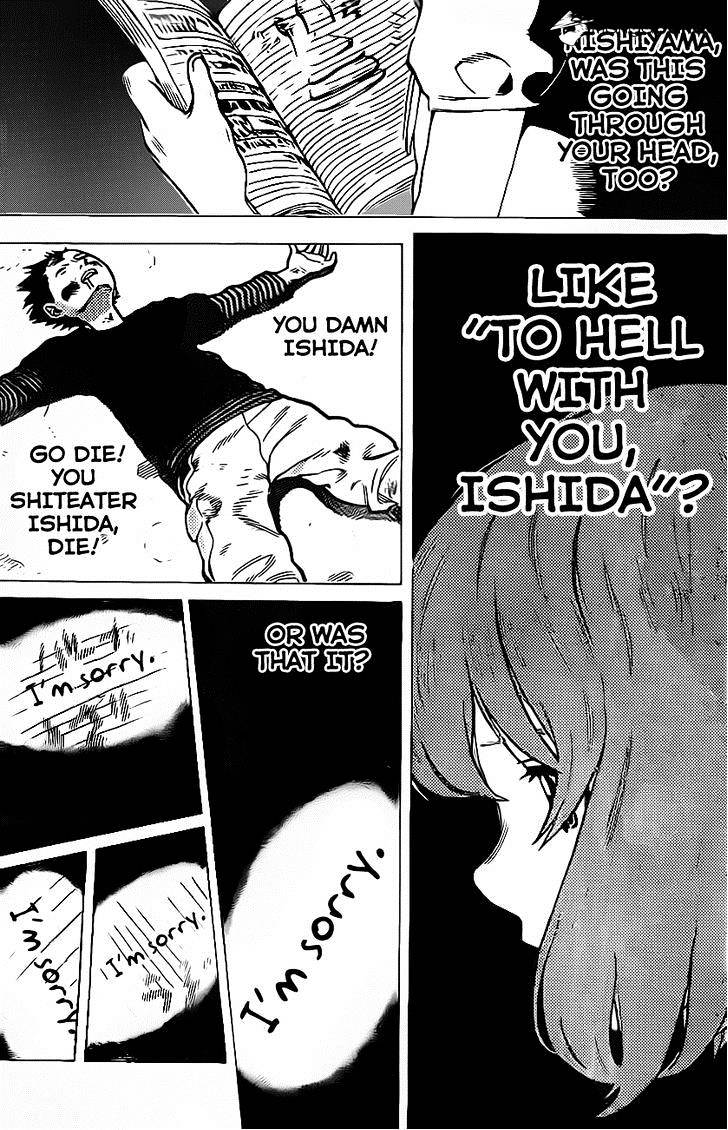 NISHIYAMA,
WAS THIS
GOING
THROUGH
YOUR HEAD,
TOO?
LIKE
"TO HELL
WITH
YOU,
ISHIDA"?
YOU DAMN
ISHIDA!
GO DIE!
YOU
SHITEATER
ISHIDA,
DIE!
OR WAS
THAT IT?
I'm sorry.
I'm sorry.
I'm sorry.
I'm sorry.